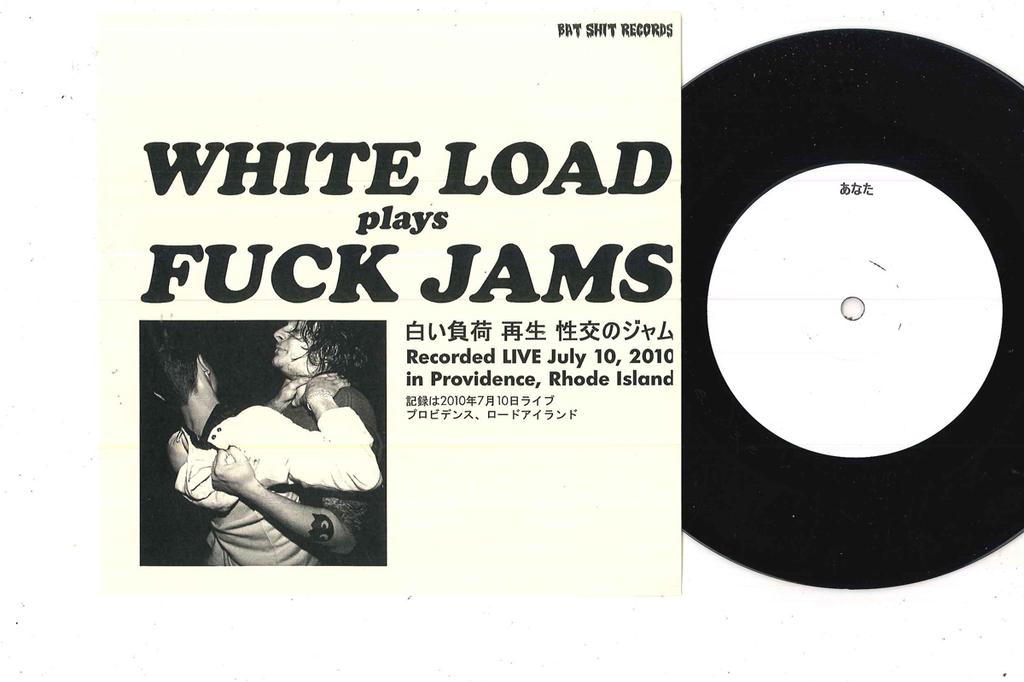 BAT SHIT RECORDS
WHITE LOAD
plays
FUCK JAMS
白い負荷 再生 性交のジャム
Recorded LIVE July 10, 2010
in Providence, Rhode Island
記録は2010年7月10日ライブ
プロビデンス、ロードアイランド
あなた